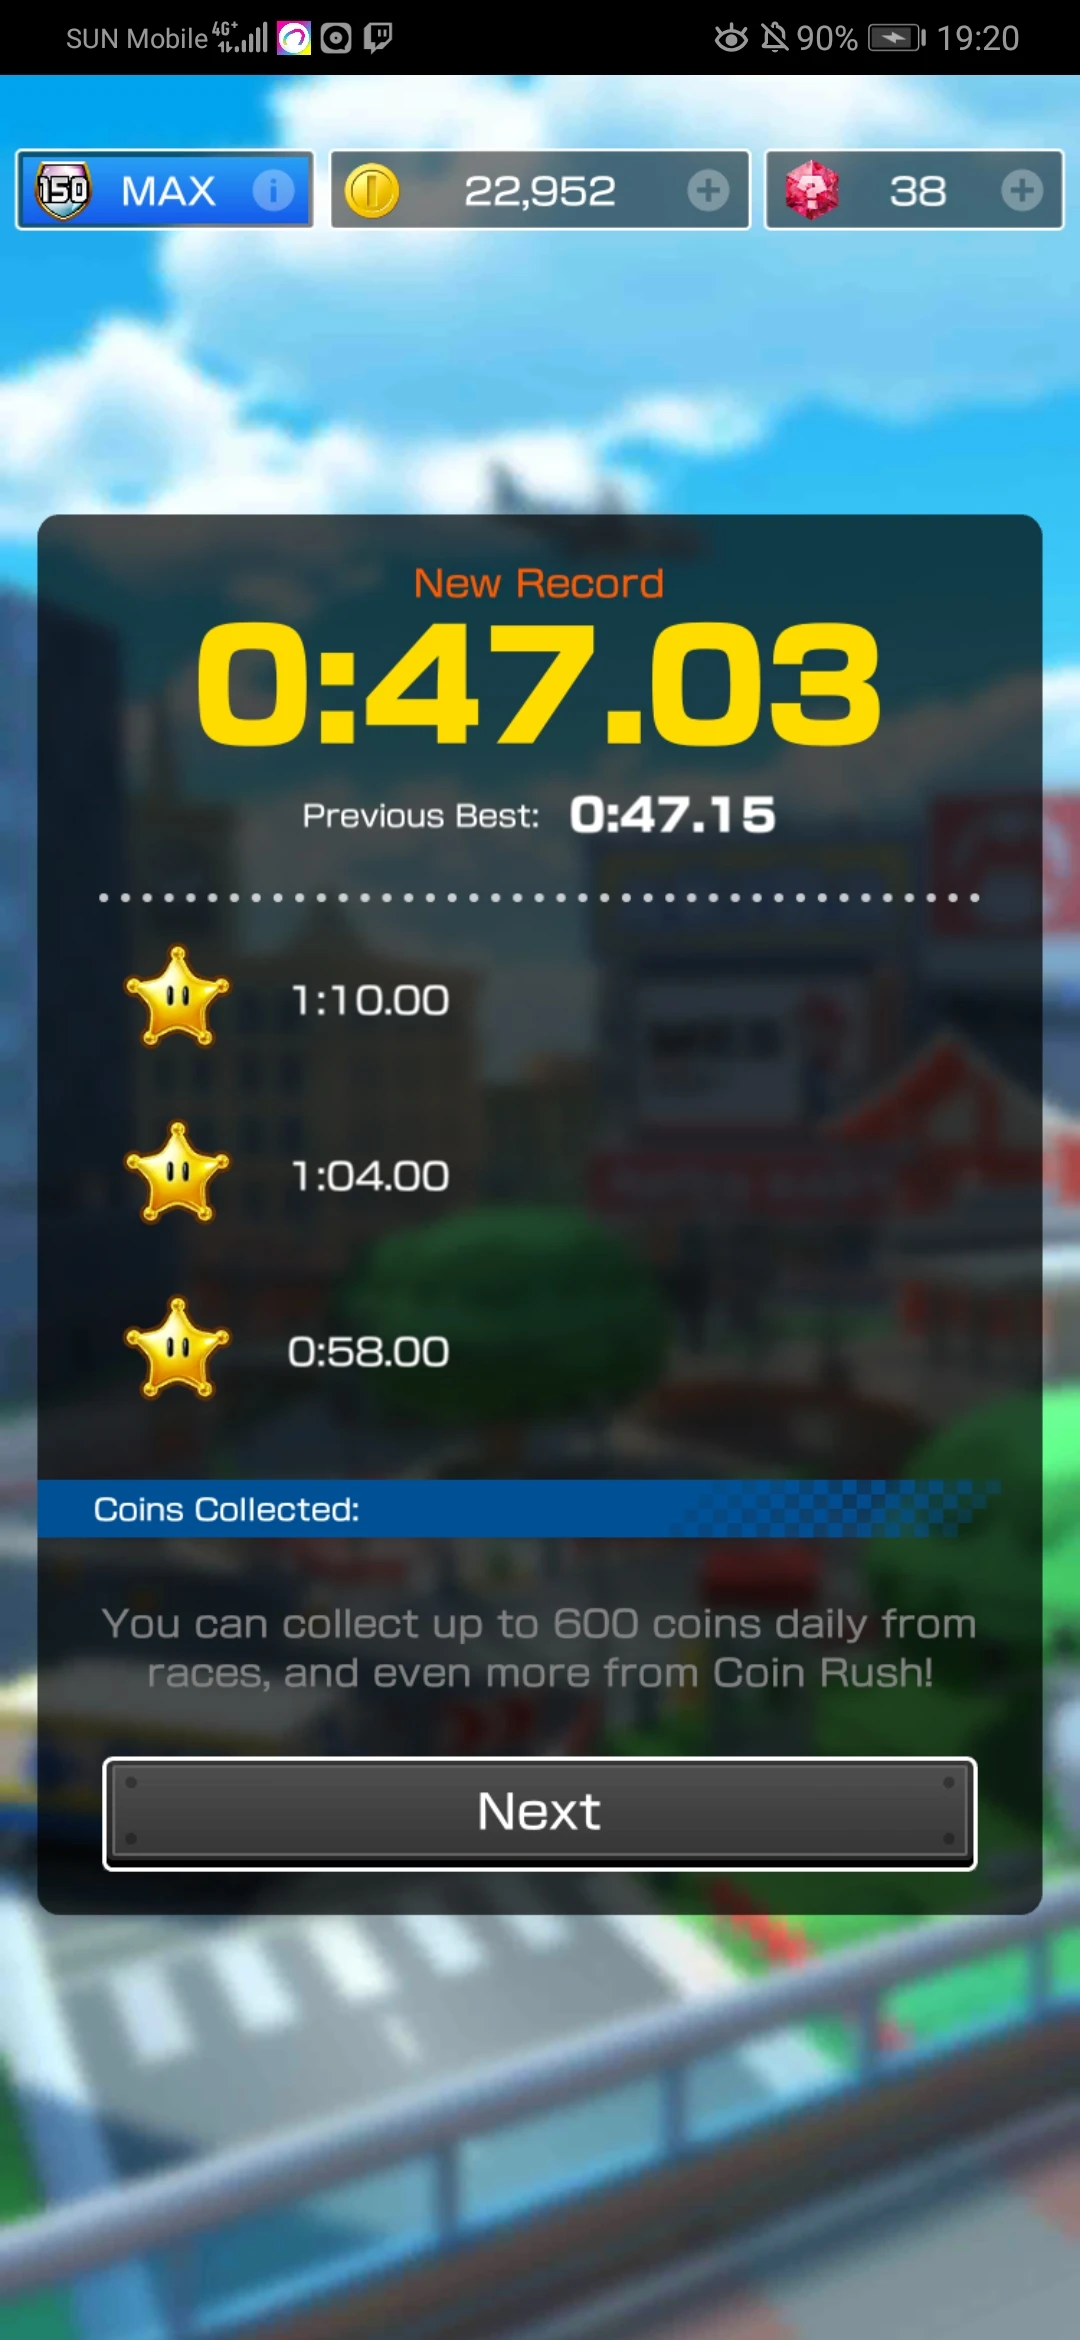 SUN Mobile 4G+ 90% 19:20
150 MAX i 22,952 + 38 +
New Record
0:47.03
Previous Best: 0:47.15
1:10.00
1:04.00
0:58.00
Coins Collected:
You can collect up to 600 coins daily from
races, and even more from Coin Rush!
Next